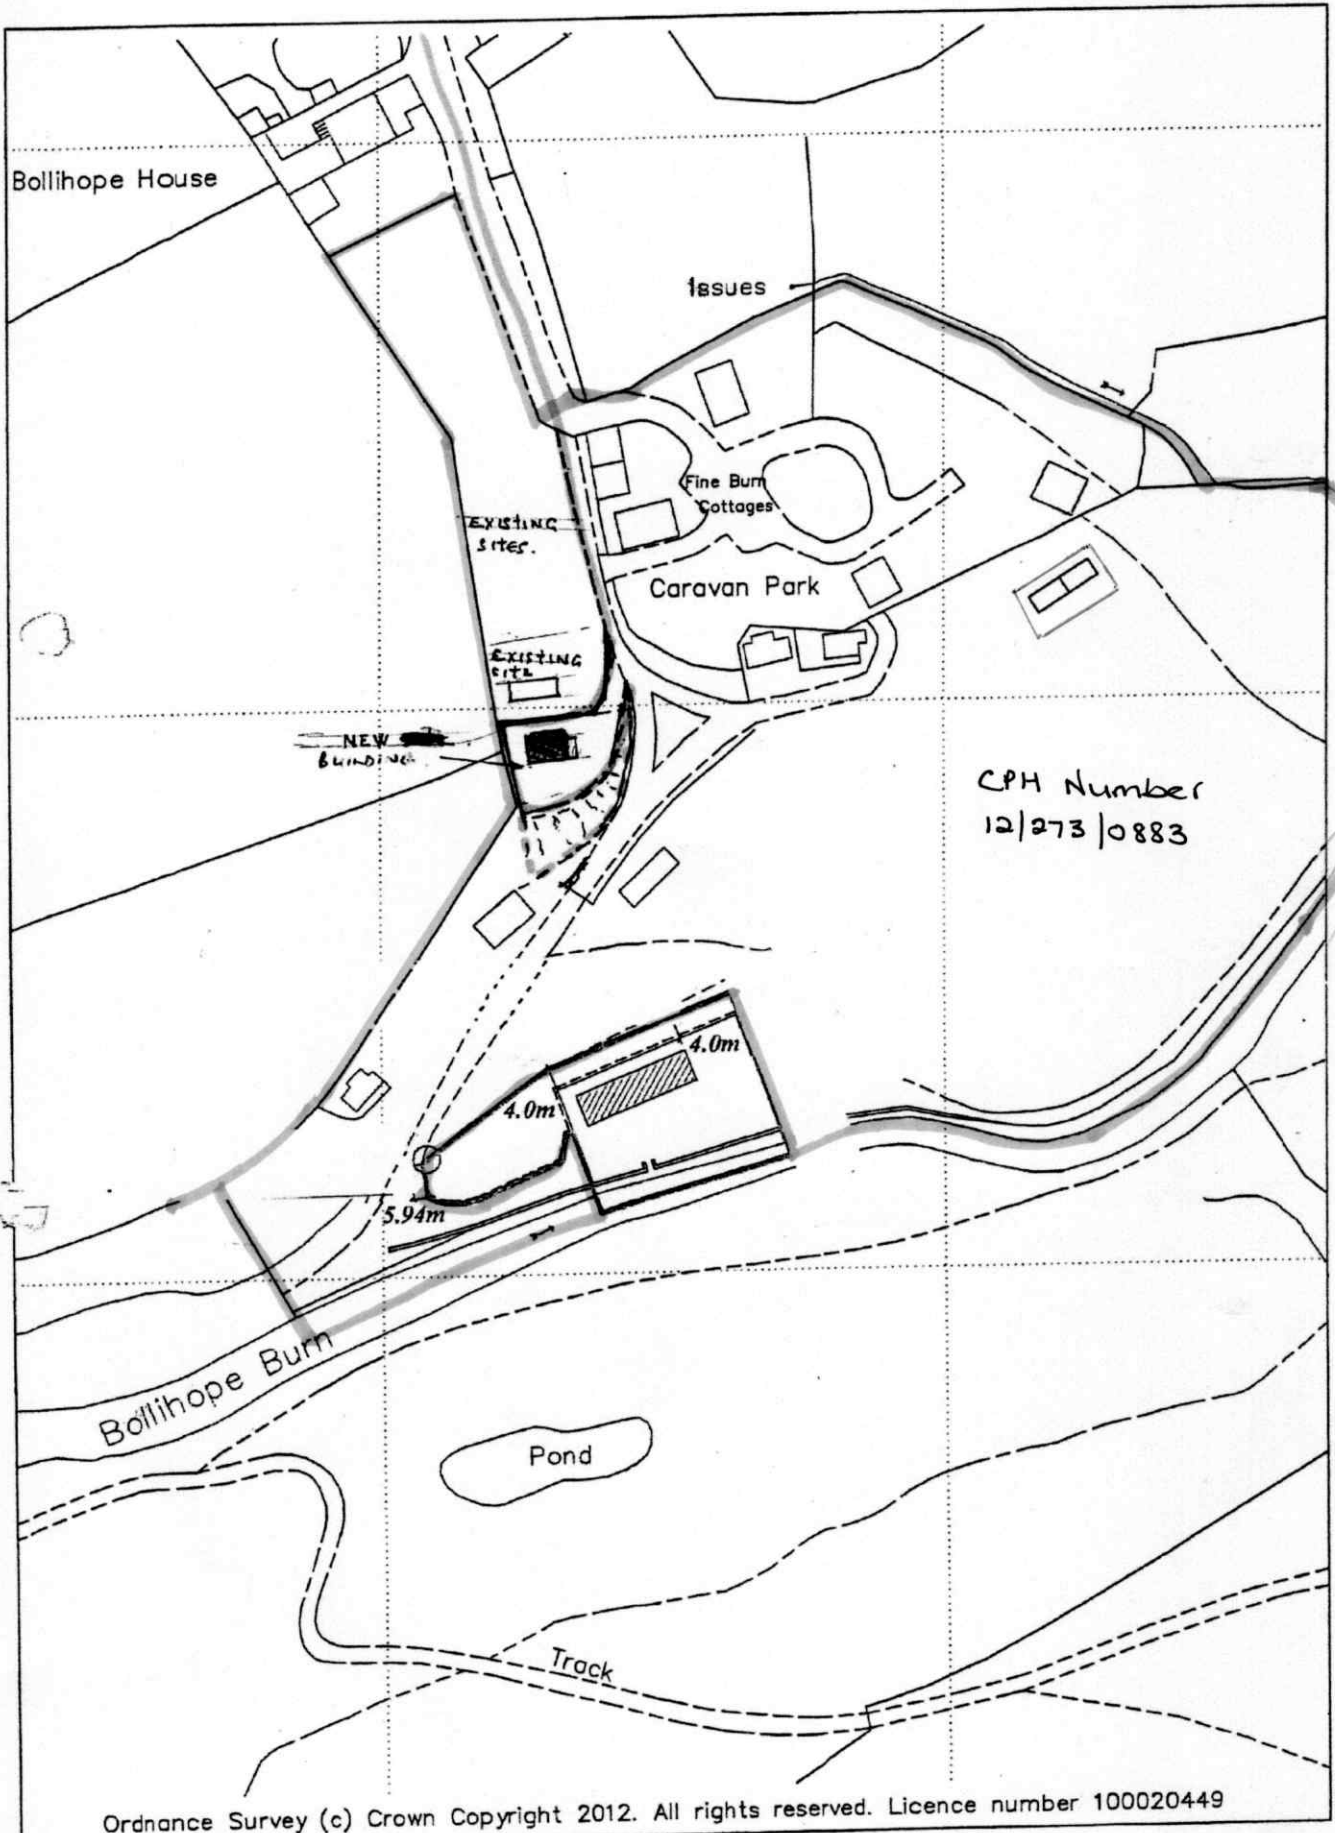 Bollihope House
Issues
Fine Burn
Cottages
EXISTING
SITES.
Caravan Park
EXISTING
SITE
NEW
BUILDING
CPH Number
12/273/0883
4.0m
4.0m
5.94m
Bollihope Burn
Pond
Track
Ordnance Survey (c) Crown Copyright 2012. All rights reserved. Licence number 100020449